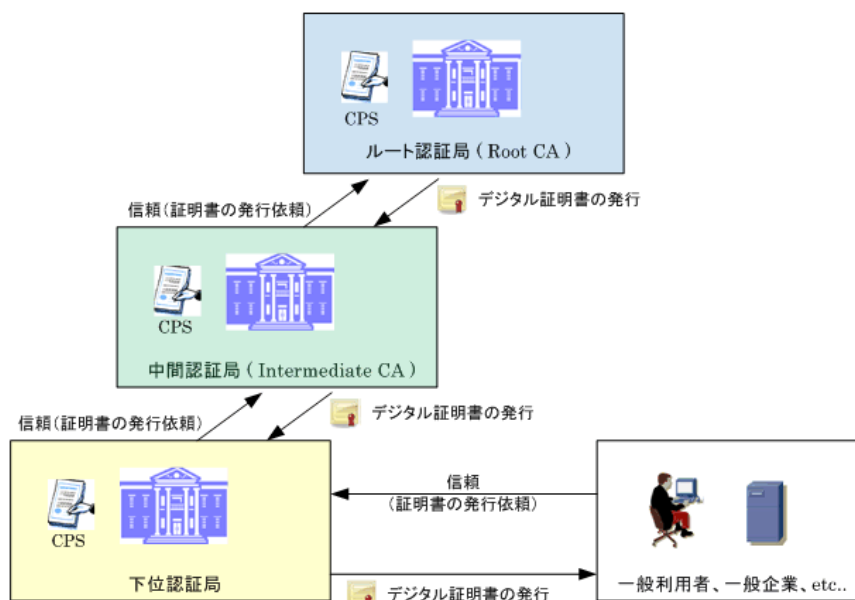 CPS
ルート認証局 ( Root CA )
信頼(証明書の発行依頼)
デジタル証明書の発行
CPS
中間認証局 ( Intermediate CA )
信頼(証明書の発行依頼)
デジタル証明書の発行
CPS
下位認証局
信頼
(証明書の発行依頼)
一般利用者、一般企業、etc..
デジタル証明書の発行